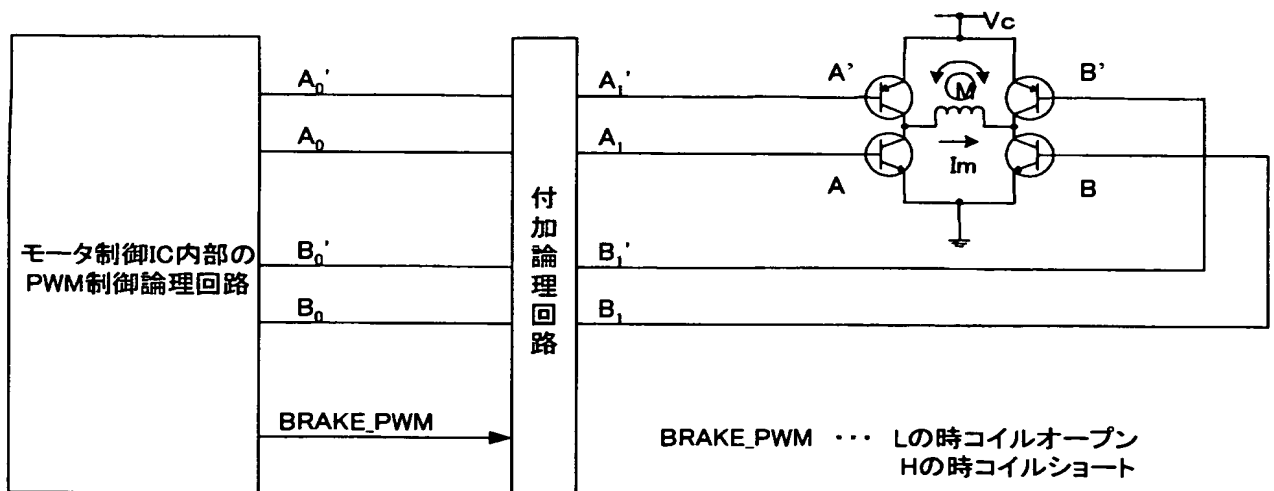 Vc
A₀'
A₁'
A'
B'
M
A₀
A₁
Im
A
B
付加論理回路
モータ制御IC内部の
PWM制御論理回路
B₀'
B₁'
B₀
B₁
BRAKE_PWM
BRAKE_PWM ··· Lの時コイルオープン
Hの時コイルショート